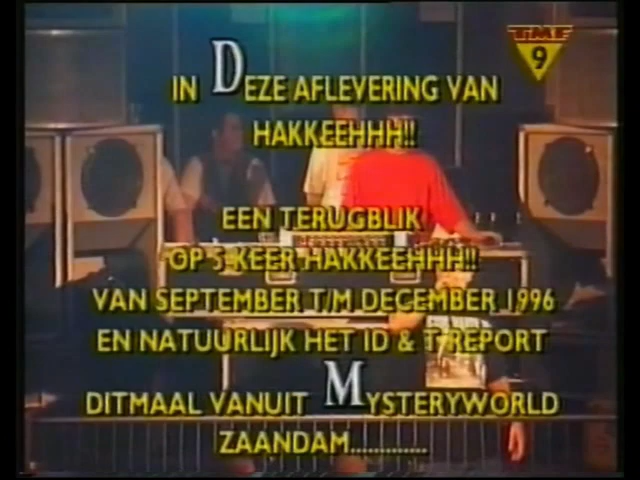 TMF
9
IN DEZE AFLEVERING VAN
HAKKEEHHH!!
EEN TERUGBLIK
OP 5 KEER HAKKEEHHH!!
VAN SEPTEMBER T/M DECEMBER 1996
EN NATUURLIJK HET ID & T REPORT
DITMAAL VANUIT MYSTERYWORLD
ZAANDAM.............